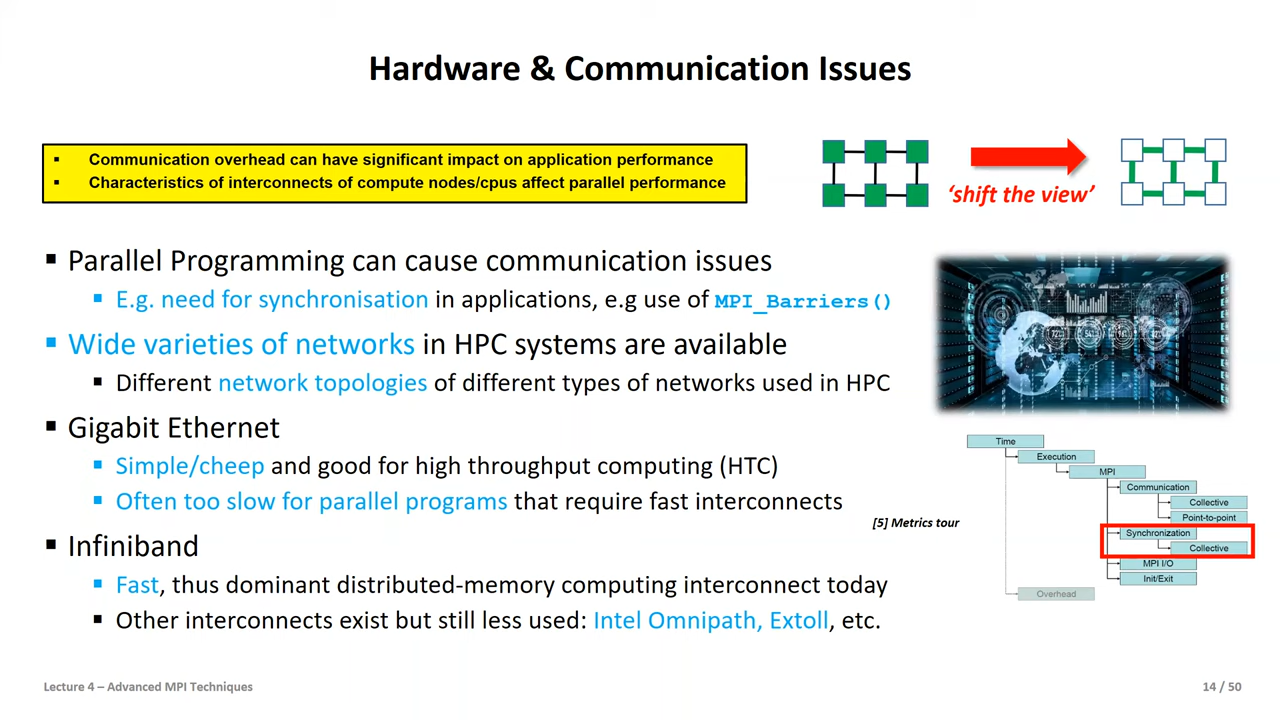 Hardware & Communication Issues
▪ Communication overhead can have significant impact on application performance
▪ Characteristics of interconnects of compute nodes/cpus affect parallel performance
‘shift the view’
▪ Parallel Programming can cause communication issues
▪ E.g. need for synchronisation in applications, e.g use of MPI_Barriers()
▪ Wide varieties of networks in HPC systems are available
▪ Different network topologies of different types of networks used in HPC
▪ Gigabit Ethernet
▪ Simple/cheep and good for high throughput computing (HTC)
▪ Often too slow for parallel programs that require fast interconnects
▪ Infiniband
▪ Fast, thus dominant distributed-memory computing interconnect today
▪ Other interconnects exist but still less used: Intel Omnipath, Extoll, etc.
[5] Metrics tour
Time
Execution
MPI
Communication
Collective
Point-to-point
Synchronization
Collective
MPI I/O
Init/Exit
Overhead
Lecture 4 – Advanced MPI Techniques
14 / 50